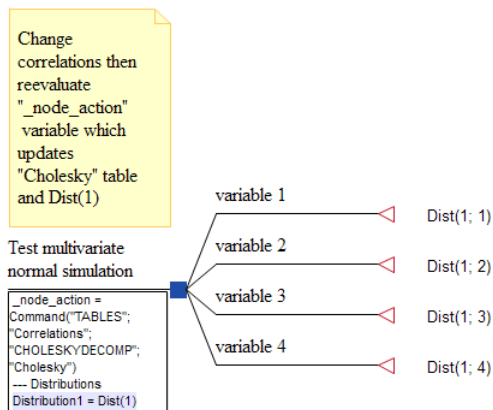 Change
correlations then
reevaluate
"_node_action"
variable which
updates
"Cholesky" table
and Dist(1)
Test multivariate
normal simulation
_node_action =
Command("TABLES";
"Correlations";
"CHOLESKYDECOMP";
"Cholesky")
--- Distributions
Distribution1 = Dist(1)
variable 1
Dist(1; 1)
variable 2
Dist(1; 2)
variable 3
Dist(1; 3)
variable 4
Dist(1; 4)